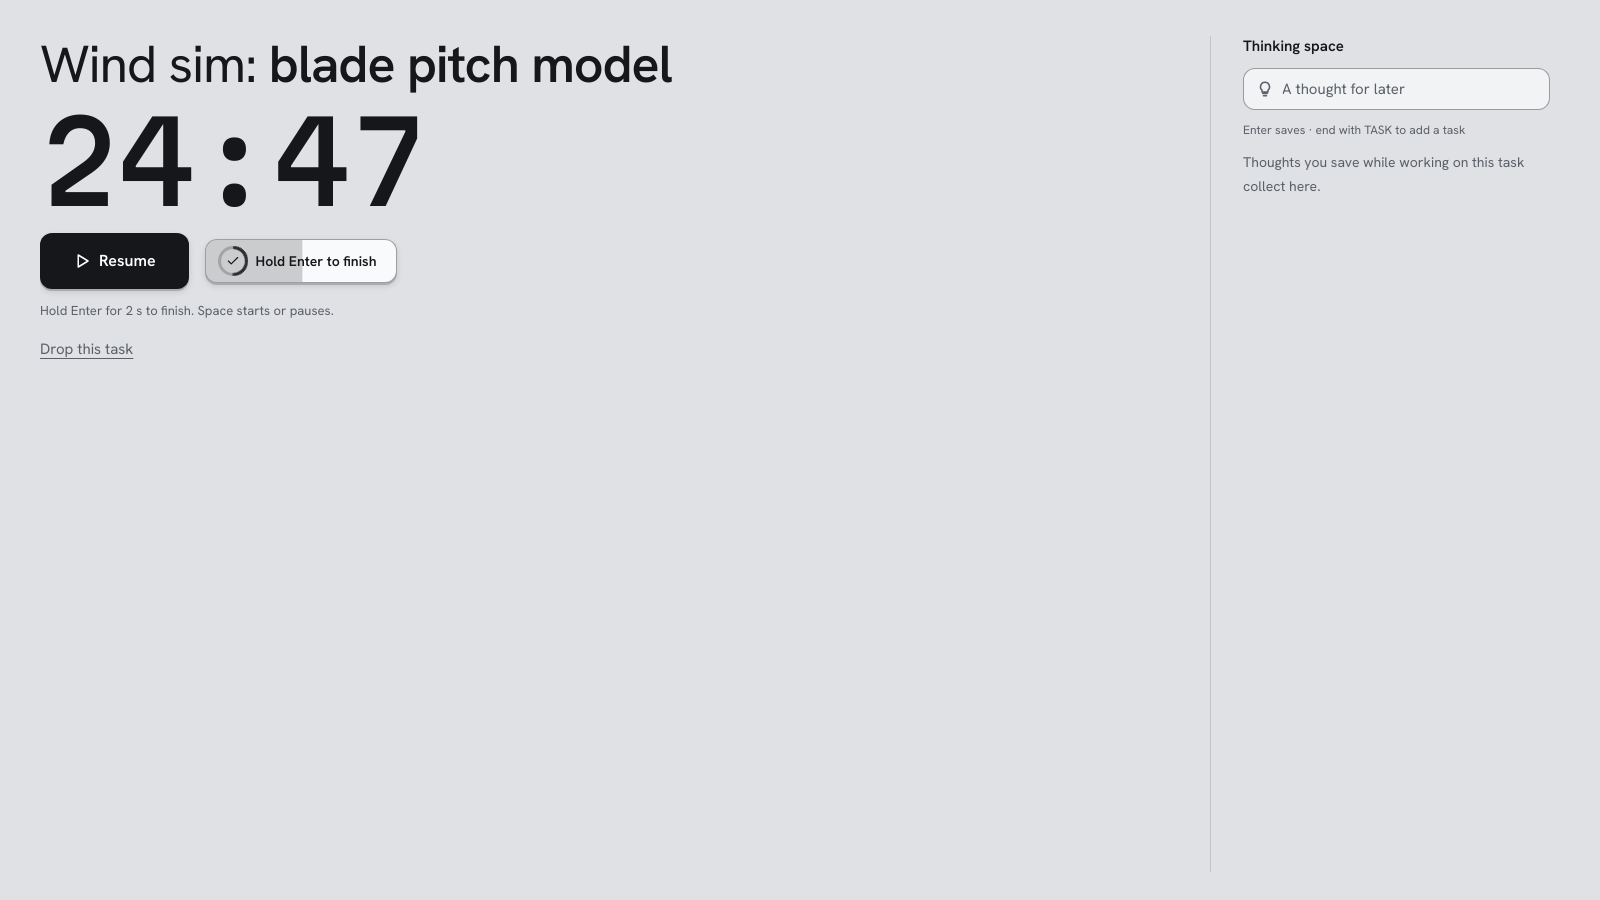 Wind sim: blade pitch model
24:47
Resume
Hold Enter to finish
Hold Enter for 2 s to finish. Space starts or pauses.
Drop this task
Thinking space
A thought for later
Enter saves · end with TASK to add a task
Thoughts you save while working on this task
collect here.